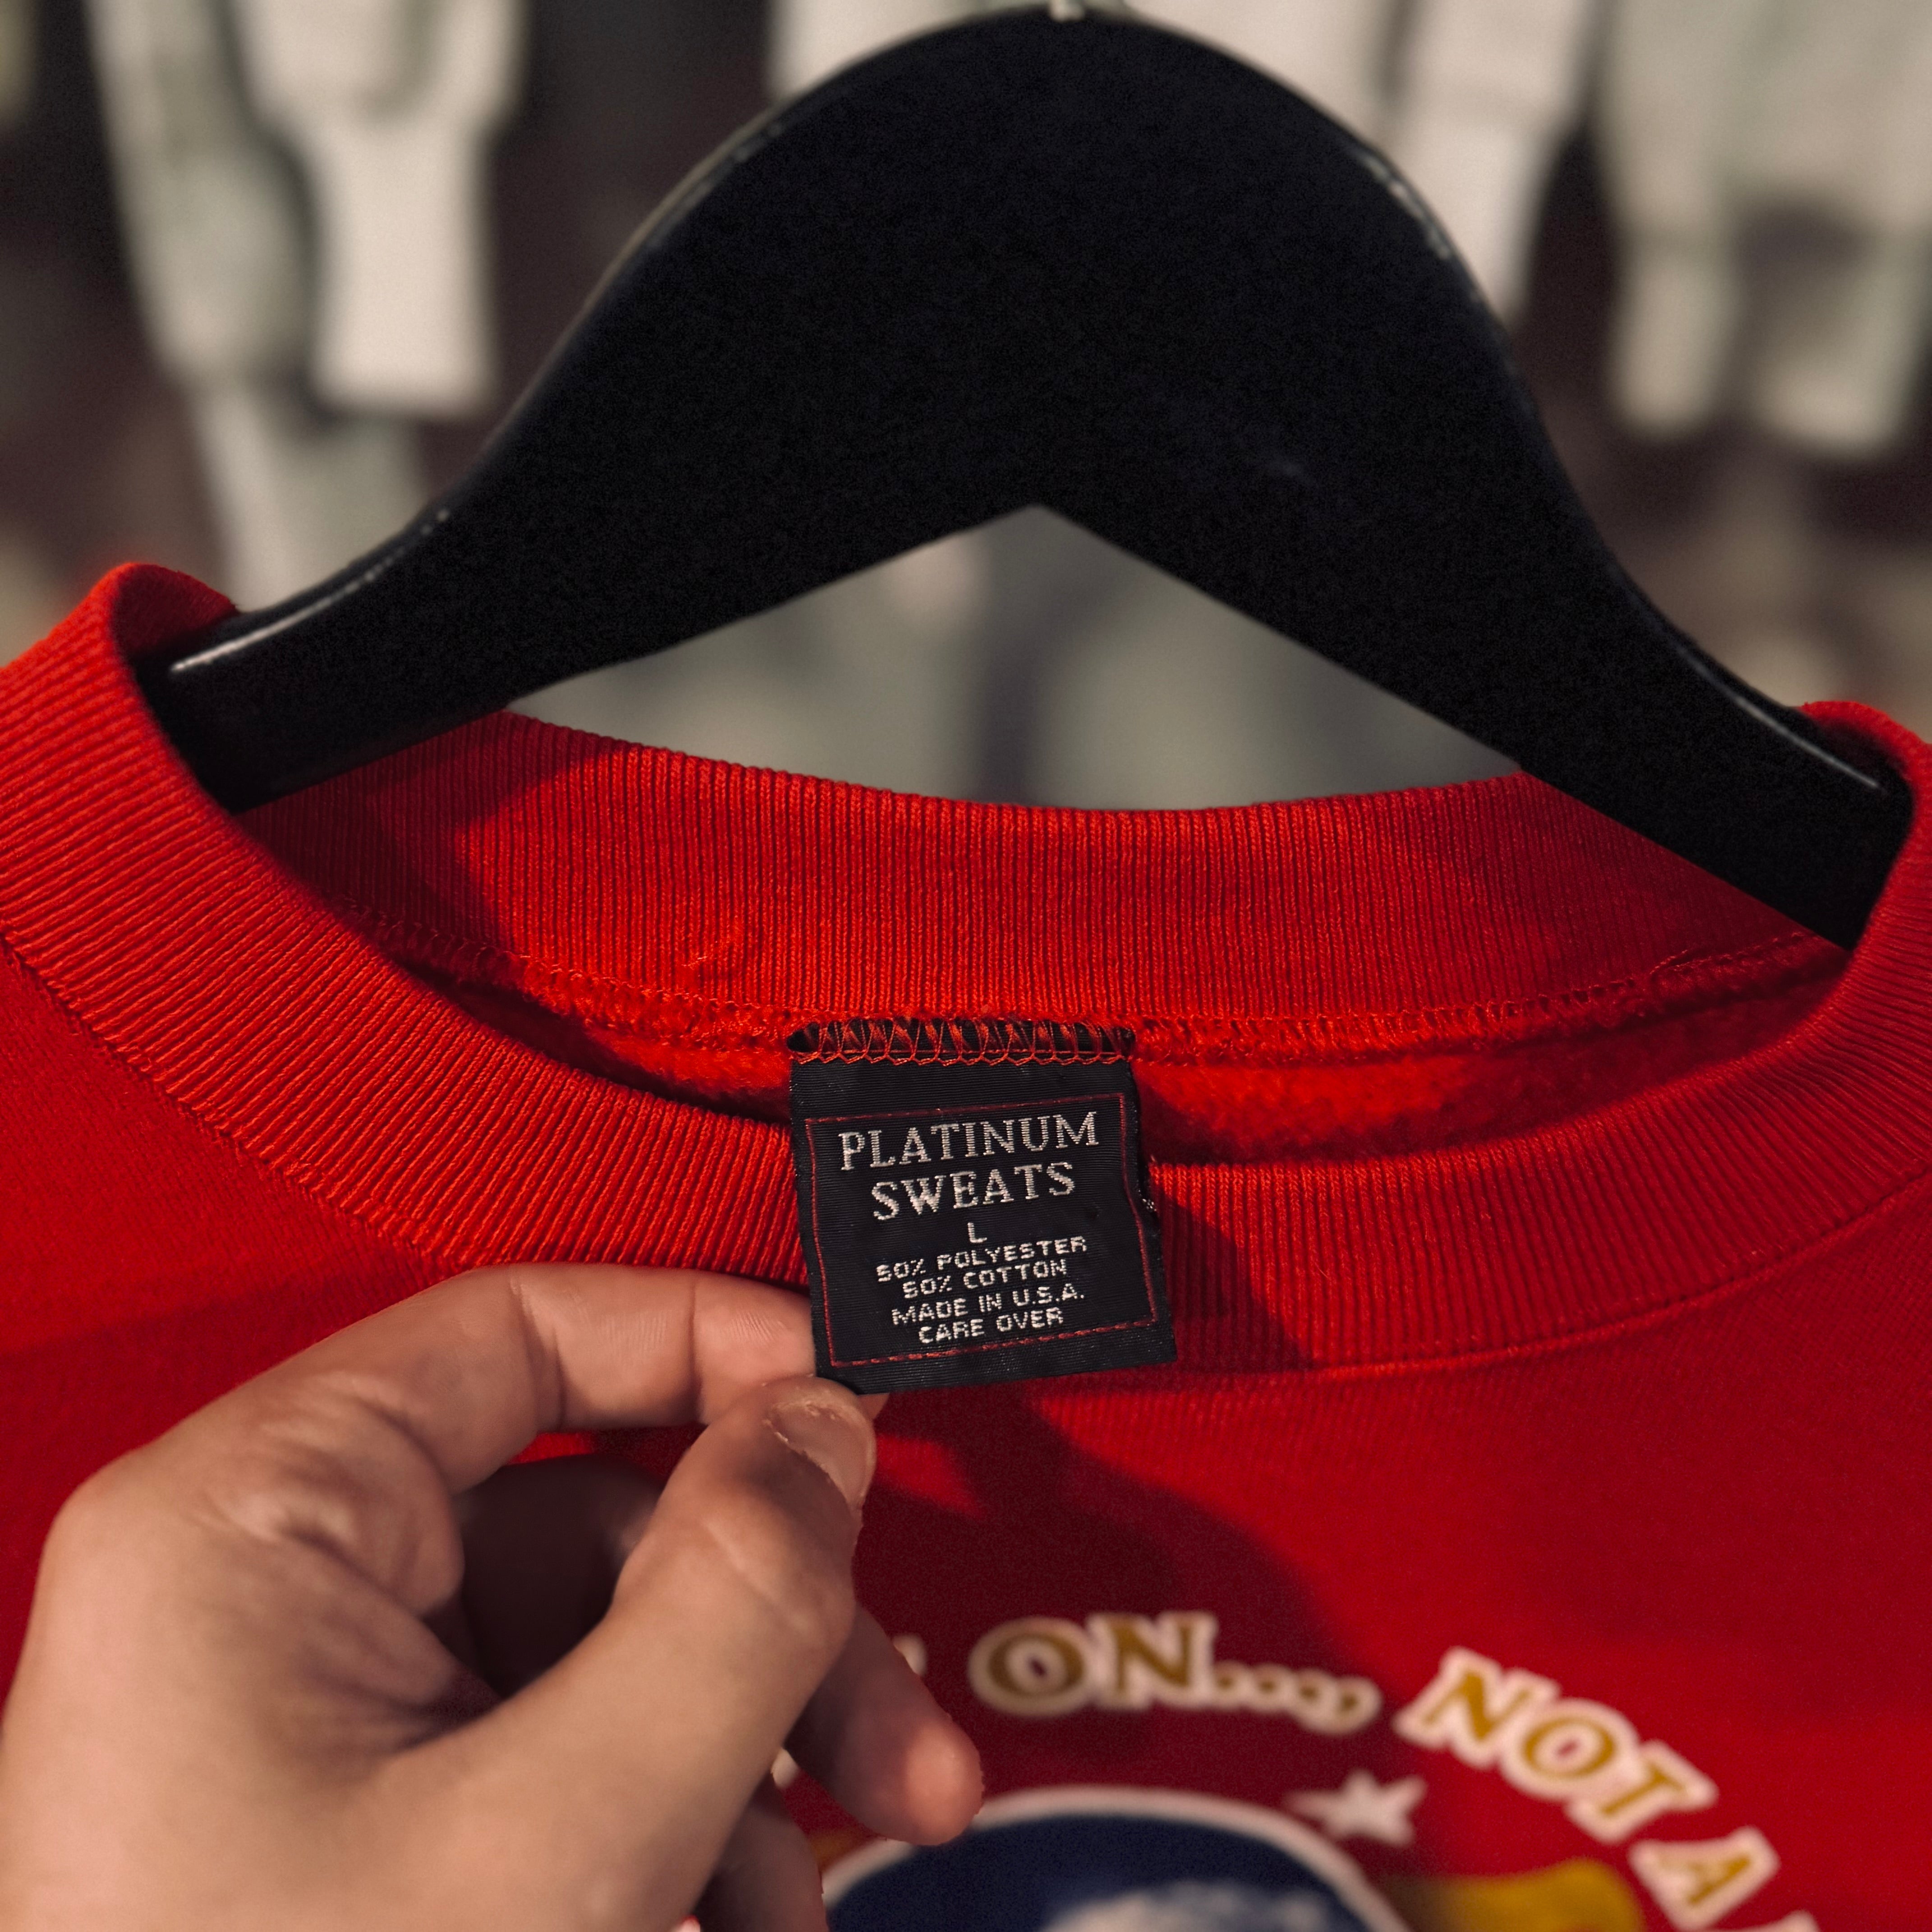 PLATINUM
SWEATS
L
50% POLYESTER
50% COTTON
MADE IN U.S.A.
CARE OVER
ON...., NOT A